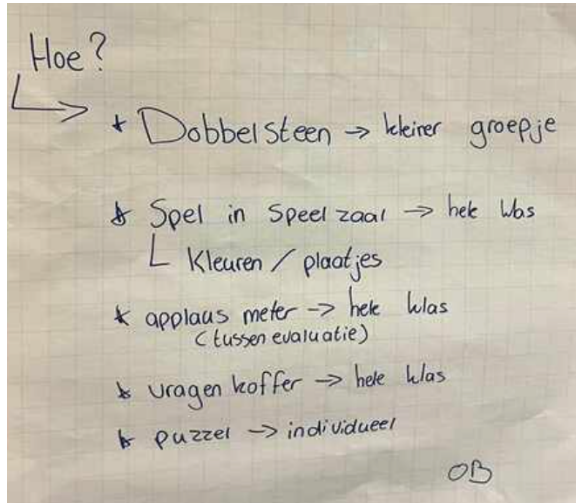 Hoe?
* Dobbelsteen → kleiner groepje
* Spel in Speelzaal → hele klas
Kleuren / plaatjes
* applaus meter → hele klas
(tussen evaluatie)
* vragen koffer → hele klas
* puzzel → individueel
OB